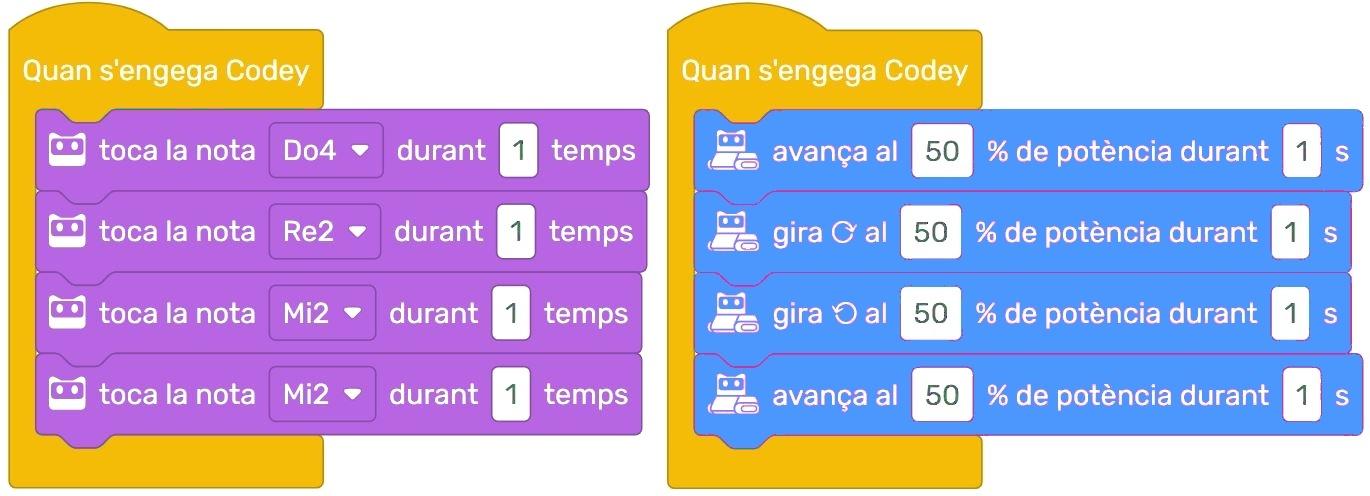 Quan s'engega Codey
toca la nota Do4 durant 1 temps
toca la nota Re2 durant 1 temps
toca la nota Mi2 durant 1 temps
toca la nota Mi2 durant 1 temps
Quan s'engega Codey
avança al 50 % de potència durant 1 s
gira al 50 % de potència durant 1 s
gira al 50 % de potència durant 1 s
avança al 50 % de potència durant 1 s